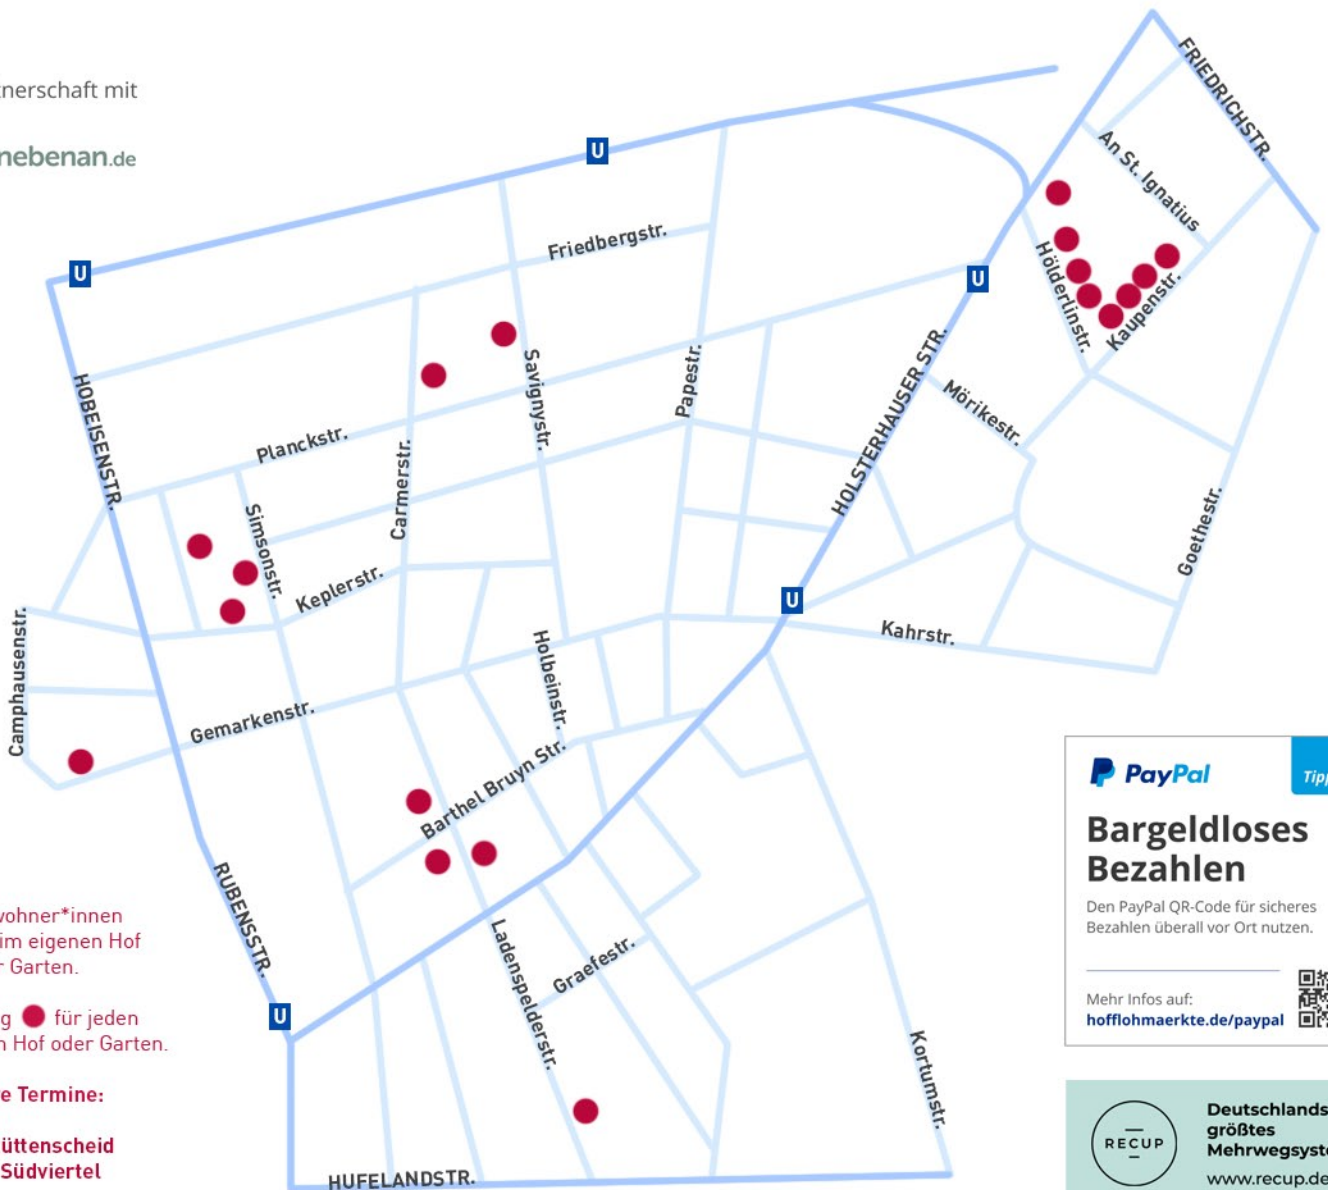 nerschaft mit
nebenan.de
FRIEDRICHSTR.
An St. Ignatius
U
Friedbergstr.
U
U
Hölderlinstr.
Kaupenstr.
HOBEISENSTR.
Savignystr.
Papestr.
HOLSTERHAUSER STR.
Mörikestr.
Planckstr.
Carmerstr.
Simsonstr.
Keplerstr.
Goethestr.
U
Kahrstr.
Camphausenstr.
Holbeinstr.
Gemarkenstr.
Barthel Bruyn Str.
RUBENSSTR.
Ladenspelderstr.
Graefestr.
U
Kortumstr.
HUFELANDSTR.
wohner*innen
im eigenen Hof
r Garten.
g für jeden
n Hof oder Garten.
e Termine:
üttenscheid
Südviertel
PayPal
Tipp
Bargeldloses
Bezahlen
Den PayPal QR-Code für sicheres
Bezahlen überall vor Ort nutzen.
Mehr Infos auf:
hofflohmaerkte.de/paypal
RECUP
Deutschlands
größtes
Mehrwegsyste
www.recup.de